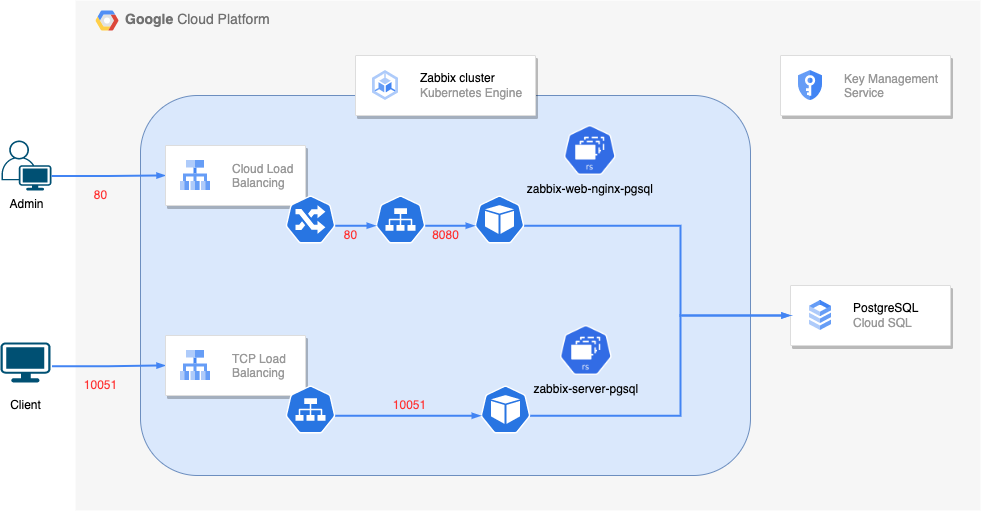 Google Cloud Platform
Zabbix cluster
Kubernetes Engine
Key Management
Service
Cloud Load
Balancing
rs
zabbix-web-nginx-pgsql
Admin
80
80
8080
PostgreSQL
Cloud SQL
TCP Load
Balancing
rs
zabbix-server-pgsql
Client
10051
10051